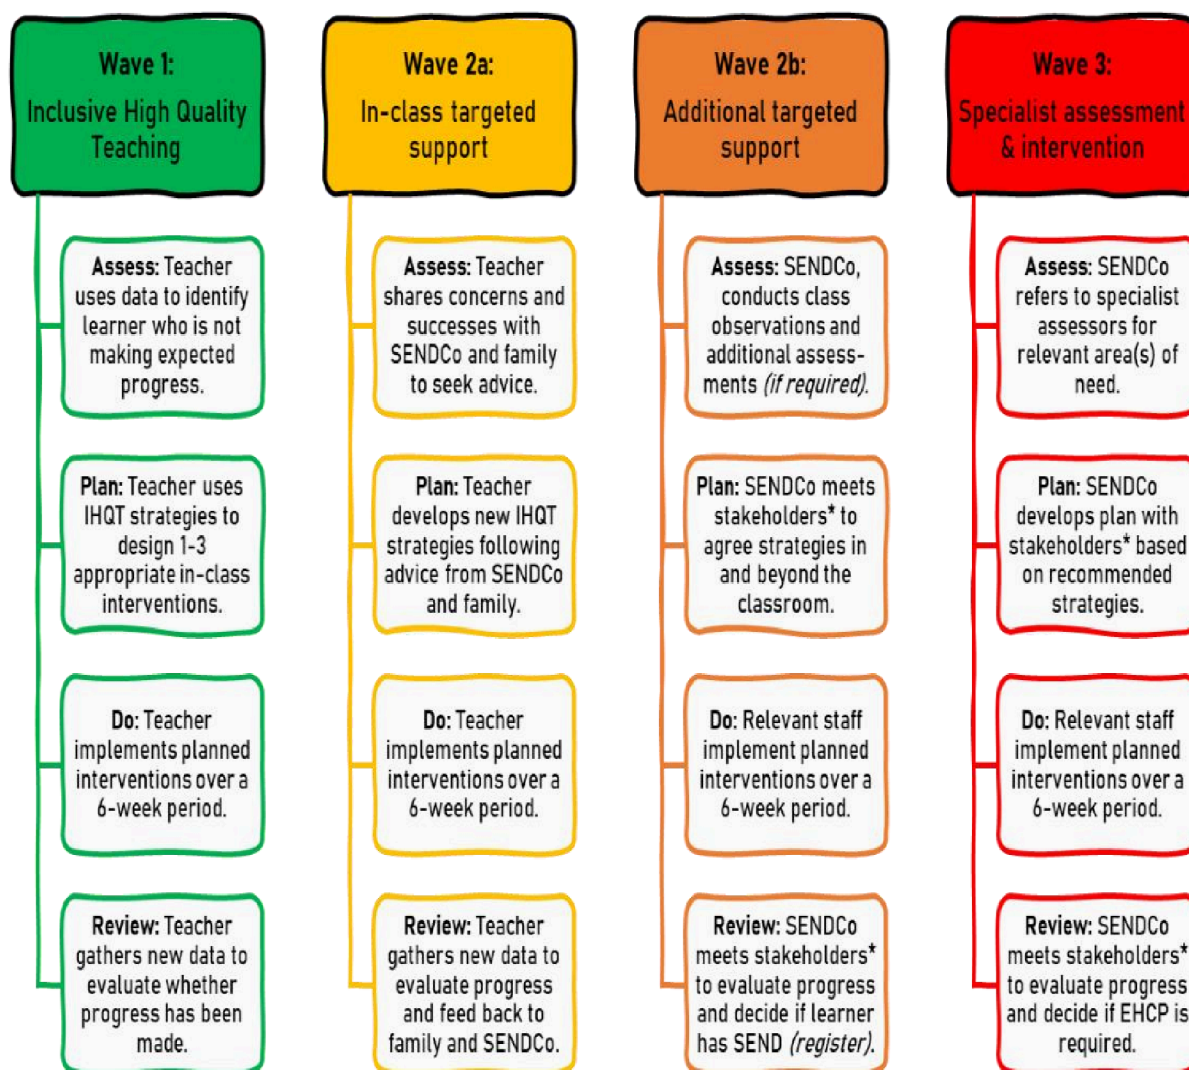 Wave 1:
Inclusive High Quality
Teaching
Assess: Teacher
uses data to identify
learner who is not
making expected
progress.
Plan: Teacher uses
IHQT strategies to
design 1-3
appropriate in-class
interventions.
Do: Teacher
implements planned
interventions over a
6-week period.
Review: Teacher
gathers new data to
evaluate whether
progress has been
made.
Wave 2a:
In-class targeted
support
Assess: Teacher
shares concerns and
successes with
SENDCo and family
to seek advice.
Plan: Teacher
develops new IHQT
strategies following
advice from SENDCo
and family.
Do: Teacher
implements planned
interventions over a
6-week period.
Review: Teacher
gathers new data to
evaluate progress
and feed back to
family and SENDCo.
Wave 2b:
Additional targeted
support
Assess: SENDCo,
conducts class
observations and
additional assess-
ments (if required).
Plan: SENDCo meets
stakeholders* to
agree strategies in
and beyond the
classroom.
Do: Relevant staff
implement planned
interventions over a
6-week period.
Review: SENDCo
meets stakeholders*
to evaluate progress
and decide if learner
has SEND (register).
Wave 3:
Specialist assessment
& intervention
Assess: SENDCo
refers to specialist
assessors for
relevant area(s) of
need.
Plan: SENDCo
develops plan with
stakeholders* based
on recommended
strategies.
Do: Relevant staff
implement planned
interventions over a
6-week period.
Review: SENDCo
meets stakeholders*
to evaluate progress
and decide if EHCP is
required.